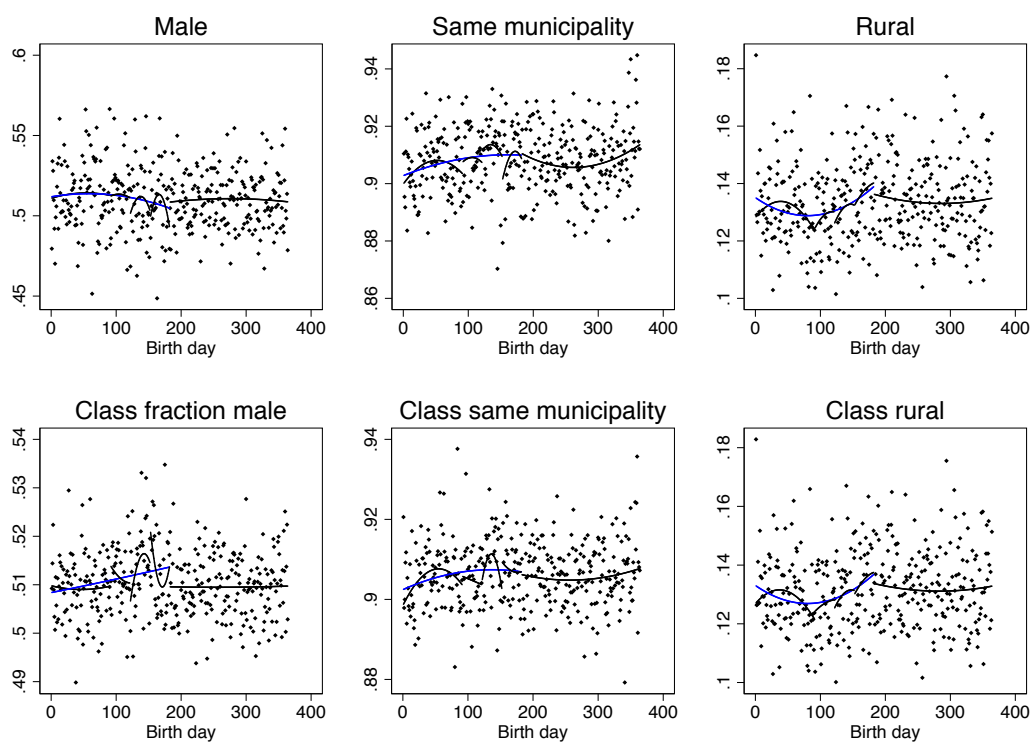 Male
.6
.55
.5
.45
0 100 200 300 400
Birth day
Same municipality
.94
.92
.9
.88
.86
0 100 200 300 400
Birth day
Rural
.18
.16
.14
.12
.1
0 100 200 300 400
Birth day
Class fraction male
.54
.53
.52
.51
.5
.49
0 100 200 300 400
Birth day
Class same municipality
.94
.92
.9
.88
0 100 200 300 400
Birth day
Class rural
.18
.16
.14
.12
.1
0 100 200 300 400
Birth day